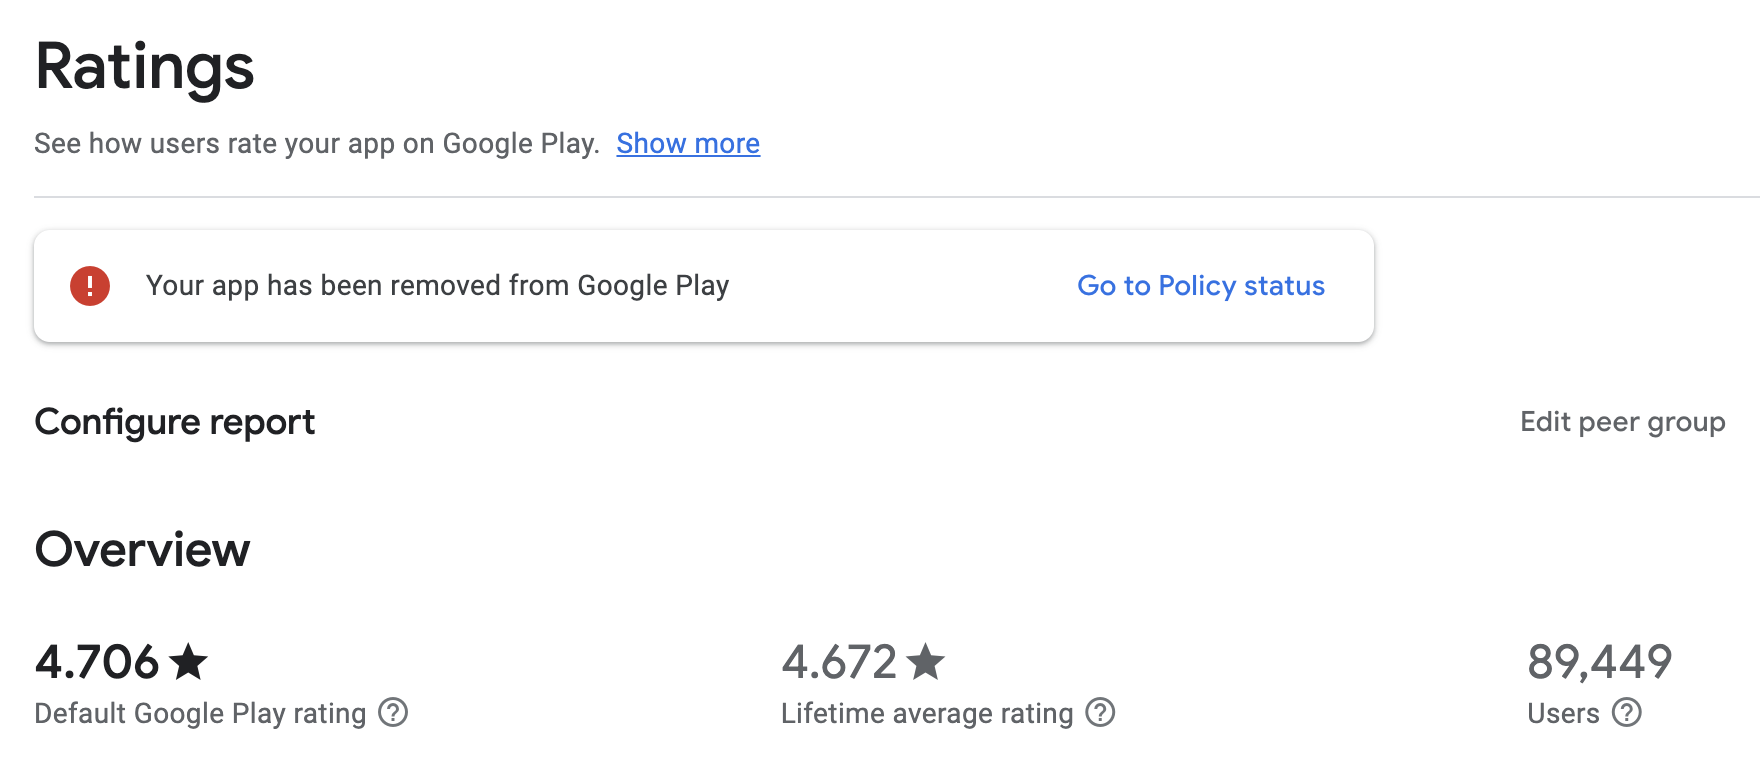 Ratings
See how users rate your app on Google Play. Show more
Your app has been removed from Google Play Go to Policy status
Configure report Edit peer group
Overview
4.706★ 4.672★ 89,449
Default Google Play rating Lifetime average rating Users